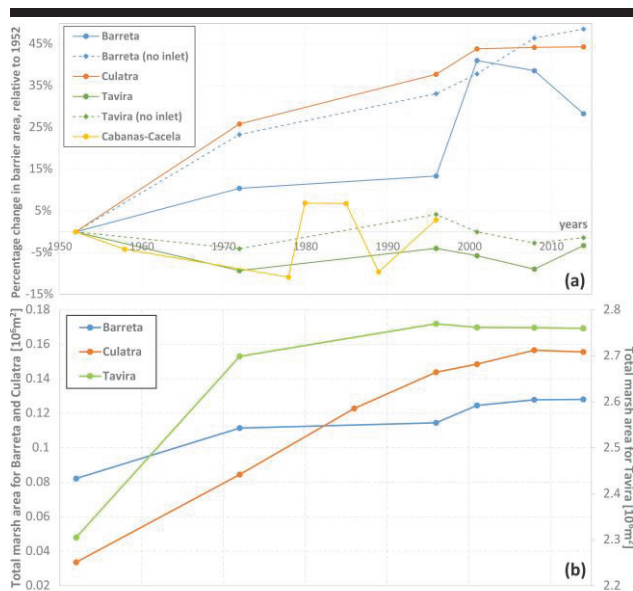 Percentage change in barrier area, relative to 1952
45%
35%
25%
15%
5%
-5%
-15%
Barreta
Barreta (no inlet)
Culatra
Tavira
Tavira (no inlet)
Cabanas-Cacela
years
1950
1960
1970
1980
1990
2000
2010
(a)
Total marsh area for Barreta and Culatra [10⁶m²]
0.18
0.16
0.14
0.12
0.1
0.08
0.06
0.04
0.02
Barreta
Culatra
Tavira
2.8
2.7
2.6
2.5
2.4
2.3
2.2
Total marsh area for
Tavira [10⁶m²]
(b)